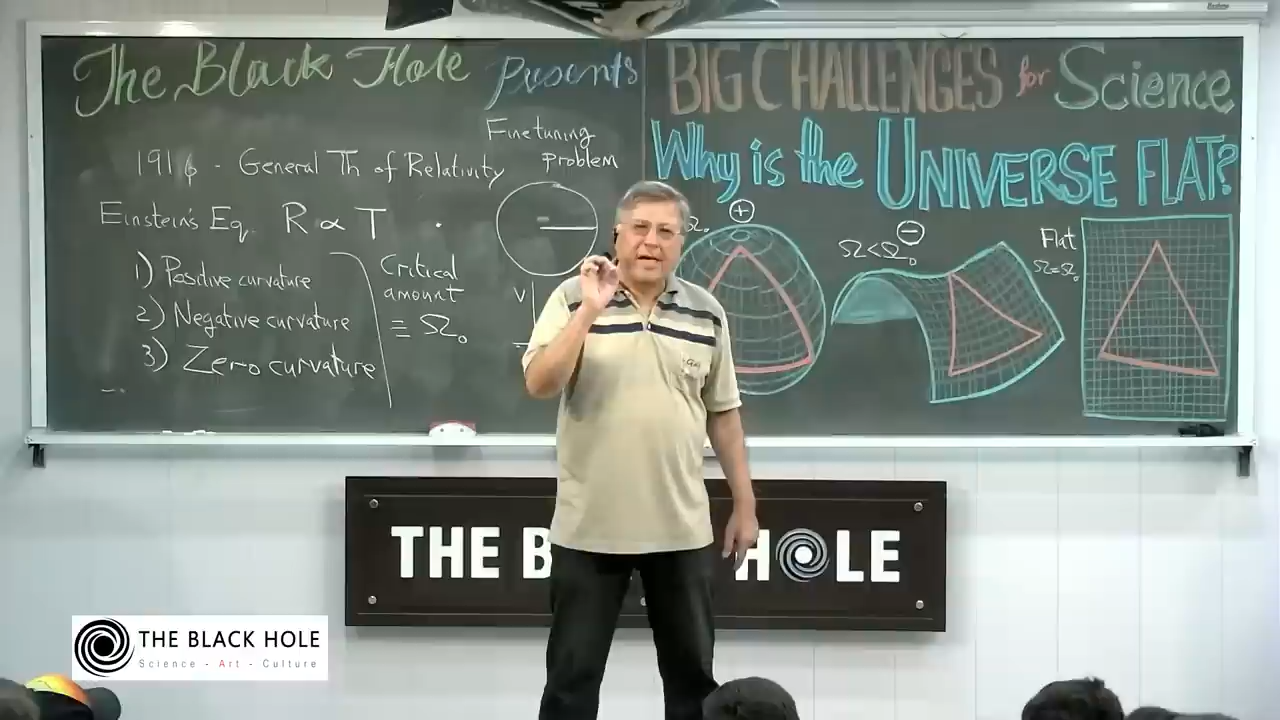 The Black Hole Presents
BIG CHALLENGES for Science
Why is the UNIVERSE FLAT?
1916 - General Th of Relativity
Einstein's Eq. R ∝ T
1) Positive curvature
2) Negative curvature
3) Zero curvature
Critical
amount
≡ Ω₀
Finetuning
Problem
V
Ω₀
+
Ω<Ω₀
−
Flat
Ω=Ω₀
THE B HOLE
THE BLACK HOLE
Science - Art - Culture